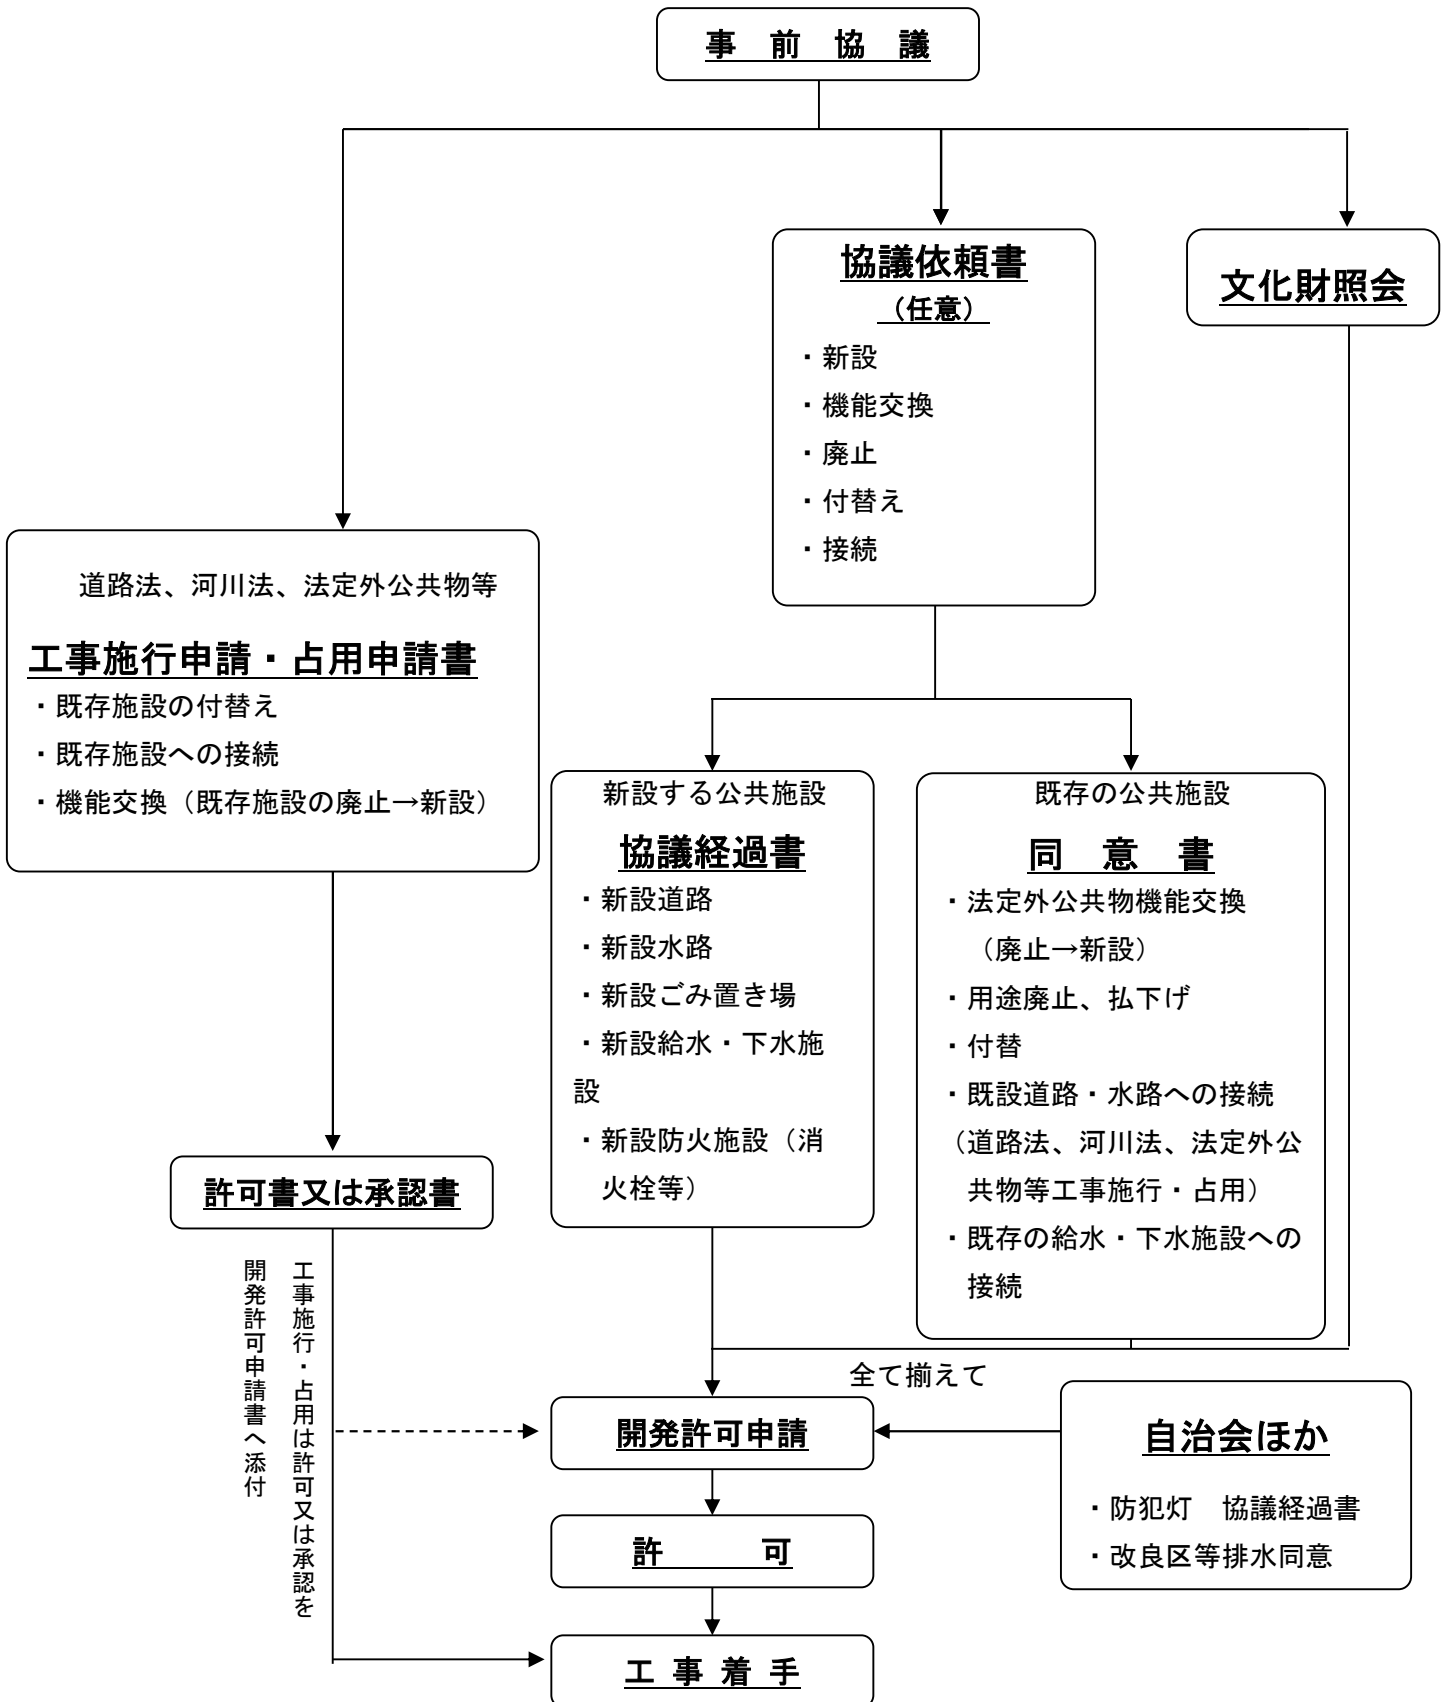 事　前　協　議
協議依頼書
（任意）
・新設
・機能交換
・廃止
・付替え
・接続
文化財照会
道路法、河川法、法定外公共物等
工事施行申請・占用申請書
・既存施設の付替え
・既存施設への接続
・機能交換（既存施設の廃止→新設）
新設する公共施設
協議経過書
・新設道路
・新設水路
・新設ごみ置き場
・新設給水・下水施
設
・新設防火施設（消
火栓等）
既存の公共施設
同　意　書
・法定外公共物機能交換
（廃止→新設）
・用途廃止、払下げ
・付替
・既設道路・水路への接続
（道路法、河川法、法定外公
共物等工事施行・占用）
・既存の給水・下水施設への
接続
許可書又は承認書
工事施行・占用は許可又は承認を
開発許可申請書へ添付
全て揃えて
開発許可申請
自治会ほか
・防犯灯　協議経過書
・改良区等排水同意
許　　　可
工 事 着 手